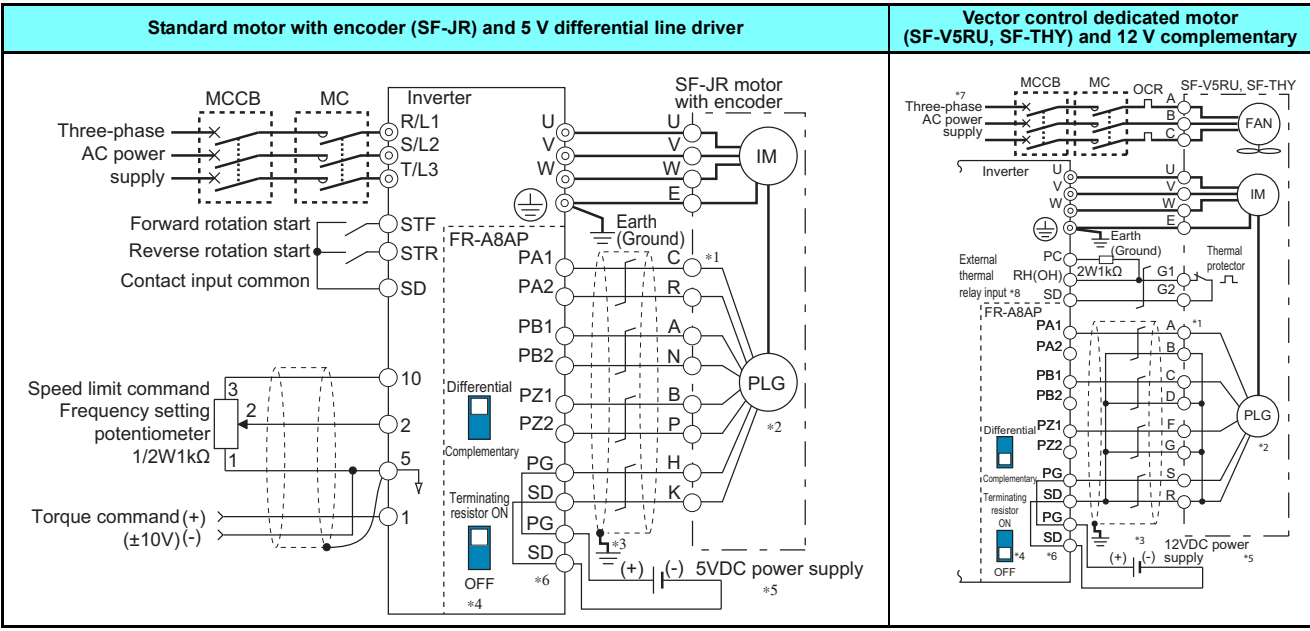 Standard motor with encoder (SF-JR) and 5 V differential line driver
MCCB
MC
Inverter
Three-phase
AC power
supply
R/L1
S/L2
T/L3
U
V
W
U
V
W
E
SF-JR motor
with encoder
IM
Earth
(Ground)
Forward rotation start
Reverse rotation start
Contact input common
STF
STR
SD
FR-A8AP
PA1
PA2
PB1
PB2
PZ1
PZ2
PG
SD
PG
SD
C
R
A
N
B
P
H
K
*1
PLG
*2
Differential
Complementary
Terminating
resistor ON
OFF
*4
*6
*3
(+)
(-)
5VDC power supply
*5
Speed limit command
Frequency setting
potentiometer
1/2W1kΩ
3
2
1
10
2
5
1
Torque command(+)
(±10V)(-)
Vector control dedicated motor
(SF-V5RU, SF-THY) and 12 V complementary
MCCB
MC
OCR
SF-V5RU, SF-THY
*7
Three-phase
AC power
supply
A
B
C
FAN
Inverter
U
V
W
U
V
W
E
IM
Earth
(Ground)
External
thermal
relay input *8
PC
RH(OH)
SD
2W1kΩ
G1
G2
Thermal
protector
FR-A8AP
PA1
PA2
PB1
PB2
PZ1
PZ2
PG
SD
PG
SD
A
B
C
D
F
G
S
R
*1
PLG
*2
Differential
Complementary
Terminating
resistor
ON
OFF
*4
*6
*3
(+)
(-)
12VDC power
supply
*5